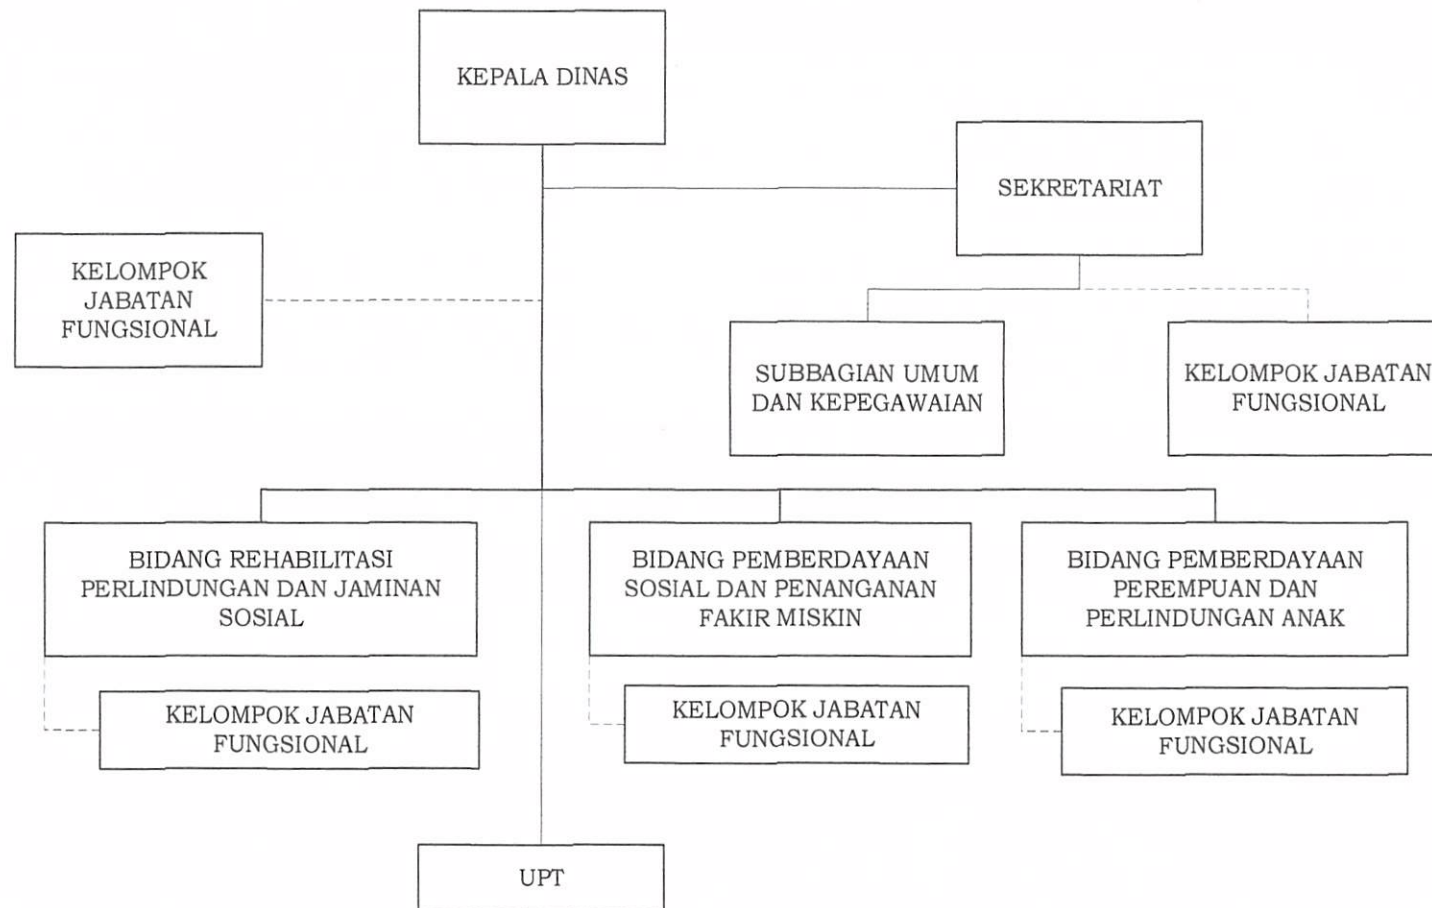 KEPALA DINAS
SEKRETARIAT
KELOMPOK
JABATAN
FUNGSIONAL
SUBBAGIAN UMUM
DAN KEPEGAWAIAN
KELOMPOK JABATAN
FUNGSIONAL
BIDANG REHABILITASI
PERLINDUNGAN DAN JAMINAN
SOSIAL
BIDANG PEMBERDAYAAN
SOSIAL DAN PENANGANAN
FAKIR MISKIN
BIDANG PEMBERDAYAAN
PEREMPUAN DAN
PERLINDUNGAN ANAK
KELOMPOK JABATAN
FUNGSIONAL
KELOMPOK JABATAN
FUNGSIONAL
KELOMPOK JABATAN
FUNGSIONAL
UPT